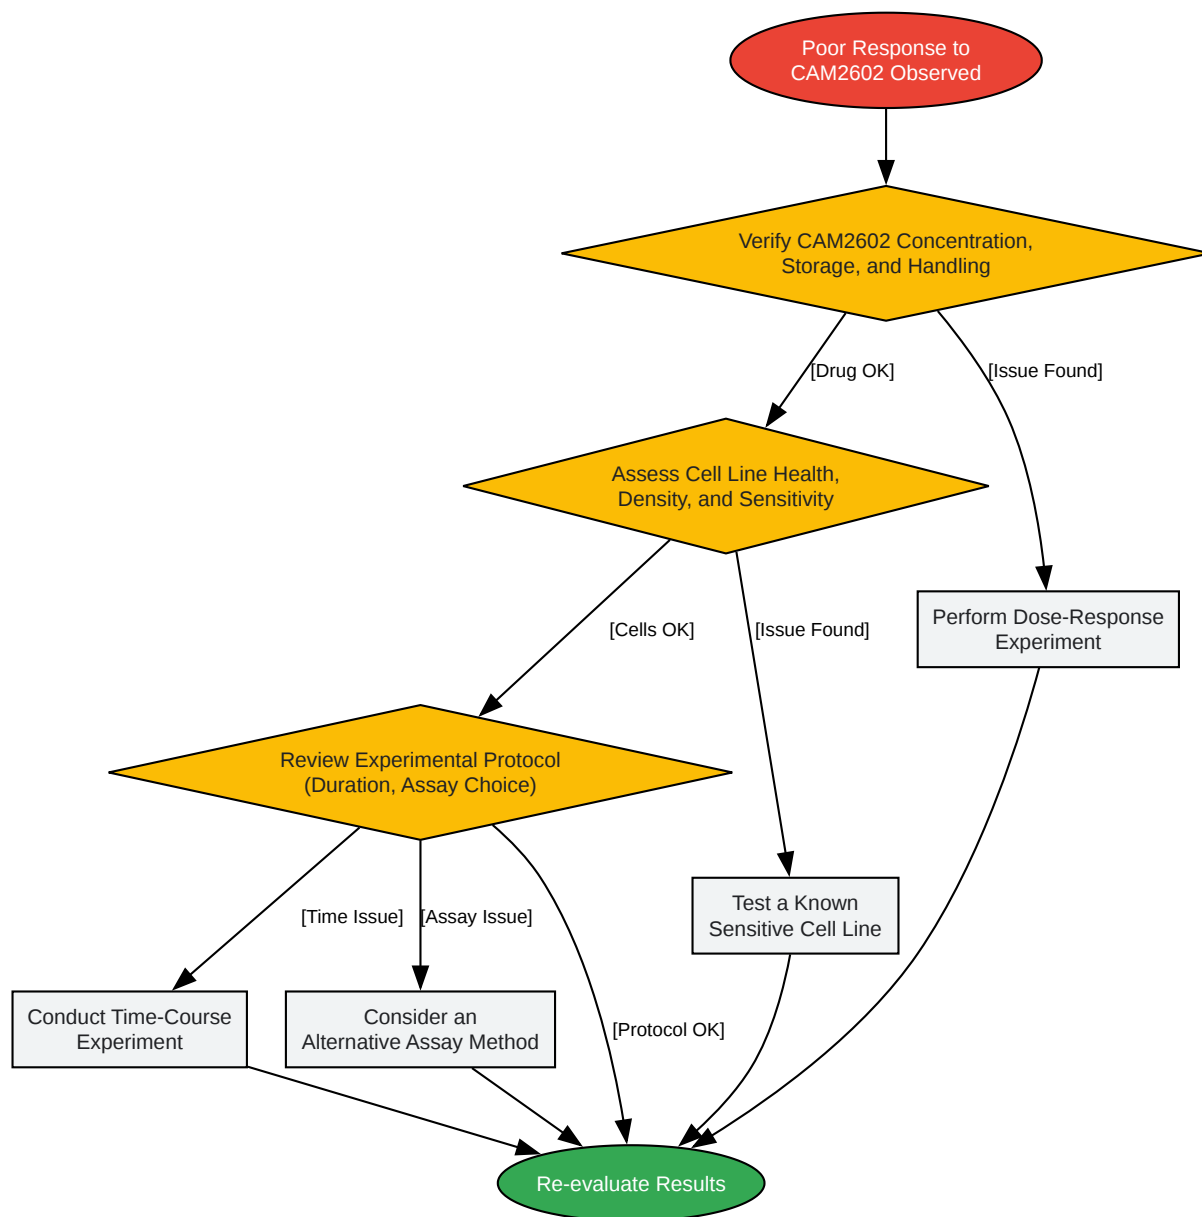 Poor Response to
CAM2602 Observed
Verify CAM2602 Concentration,
Storage, and Handling
[Drug OK]
[Issue Found]
Assess Cell Line Health,
Density, and Sensitivity
[Cells OK]
[Issue Found]
Perform Dose-Response
Experiment
Review Experimental Protocol
(Duration, Assay Choice)
[Time Issue]
[Assay Issue]
Test a Known
Sensitive Cell Line
Conduct Time-Course
Experiment
Consider an
Alternative Assay Method
[Protocol OK]
Re-evaluate Results